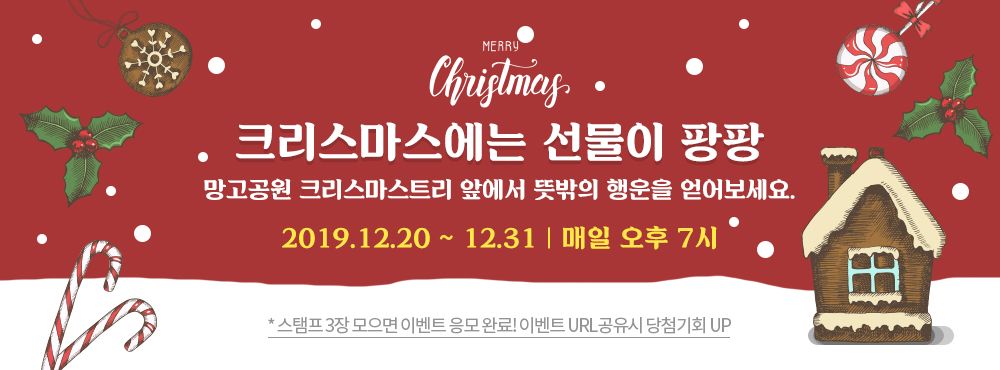 MERRY
Christmas
크리스마스에는 선물이 팡팡
망고공원 크리스마스트리 앞에서 뜻밖의 행운을 얻어보세요.
2019.12.20 ~ 12.31 | 매일 오후 7시
* 스탬프 3장 모으면 이벤트 응모 완료! 이벤트 URL공유시 당첨기회 UP